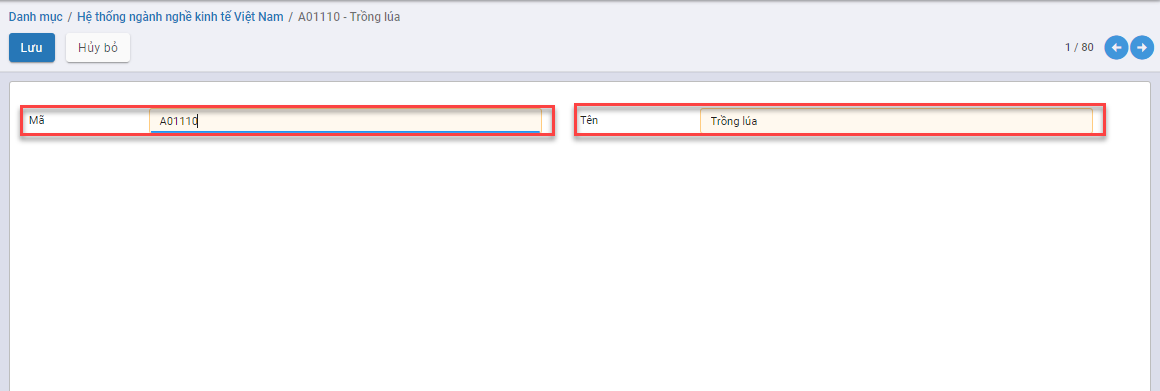 Danh mục / Hệ thống ngành nghề kinh tế Việt Nam / A01110 - Trồng lúa
Lưu Hủy bỏ 1 / 80
Mã A01110 Tên Trồng lúa